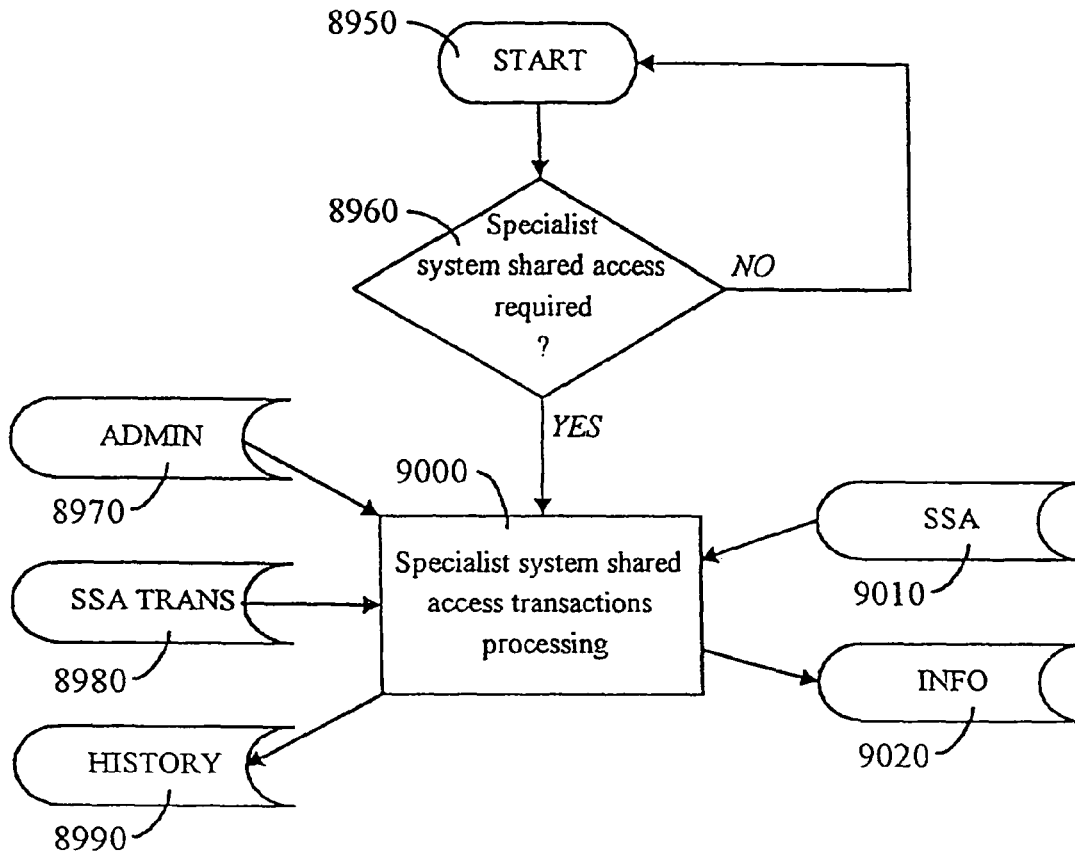 8950
START
8960
Specialist
system shared access
required
?
NO
YES
ADMIN
8970
9000
SSA
9010
Specialist system shared
access transactions
processing
SSA TRANS
8980
INFO
9020
HISTORY
8990